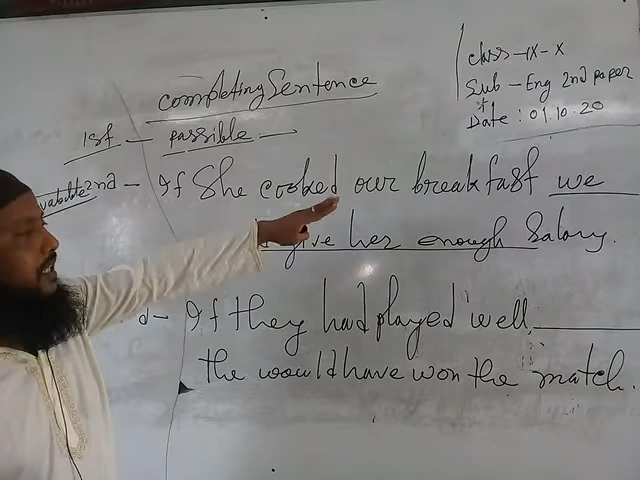 Class - IX - X
Sub - Eng 2nd paper
Date : 01.10.20
Completing Sentence
1st - passible -
2nd - If She cooked our breakfast we
give her enough Salary.
d - If they had played well,
the would have won the match.